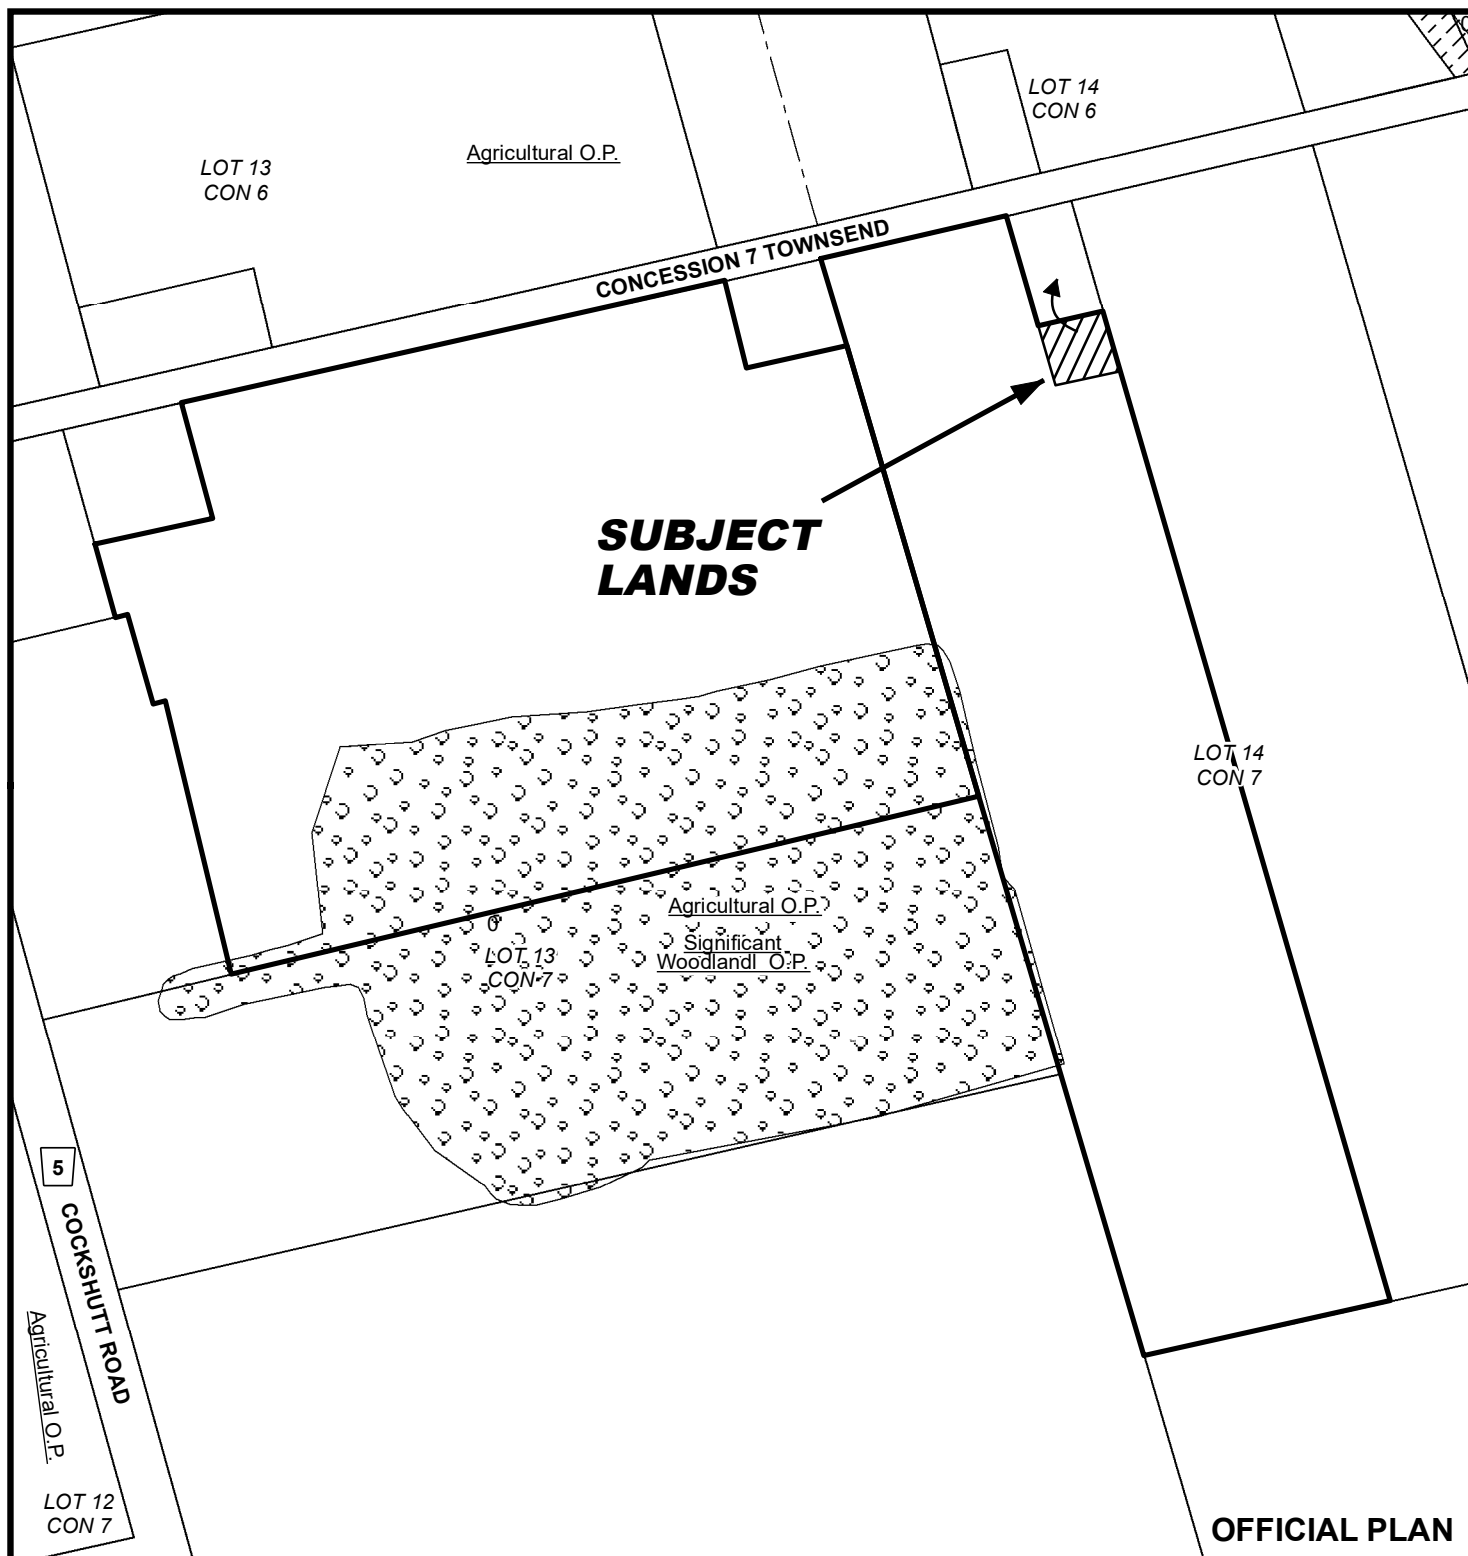 LOT 14
CON 6
LOT 13
CON 6
Agricultural O.P.
CONCESSION 7 TOWNSEND
SUBJECT
LANDS
LOT 14
CON 7
Agricultural O.P.
Significant
Woodlandl O.P.
0
LOT 13
CON 7
5
COCKSHUTT ROAD
Agricultural O.P.
LOT 12
CON 7
OFFICIAL PLAN